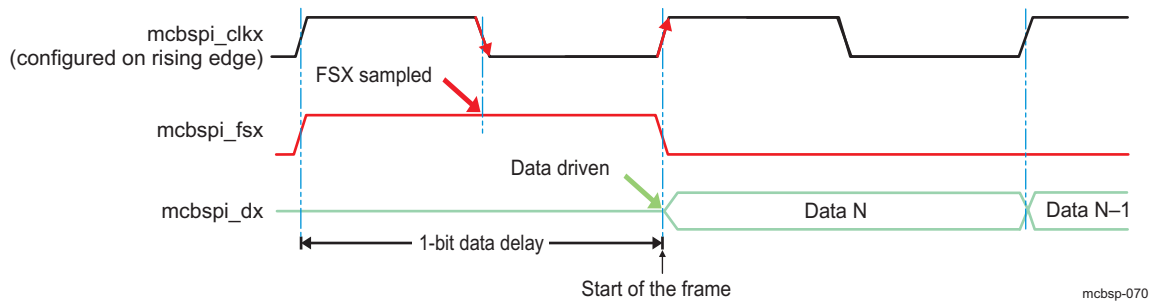 mcbspi_clkx
(configured on rising edge)
FSX sampled
mcbspi_fsx
Data driven
mcbspi_dx
Data N
Data N–1
1-bit data delay
Start of the frame
mcbsp-070